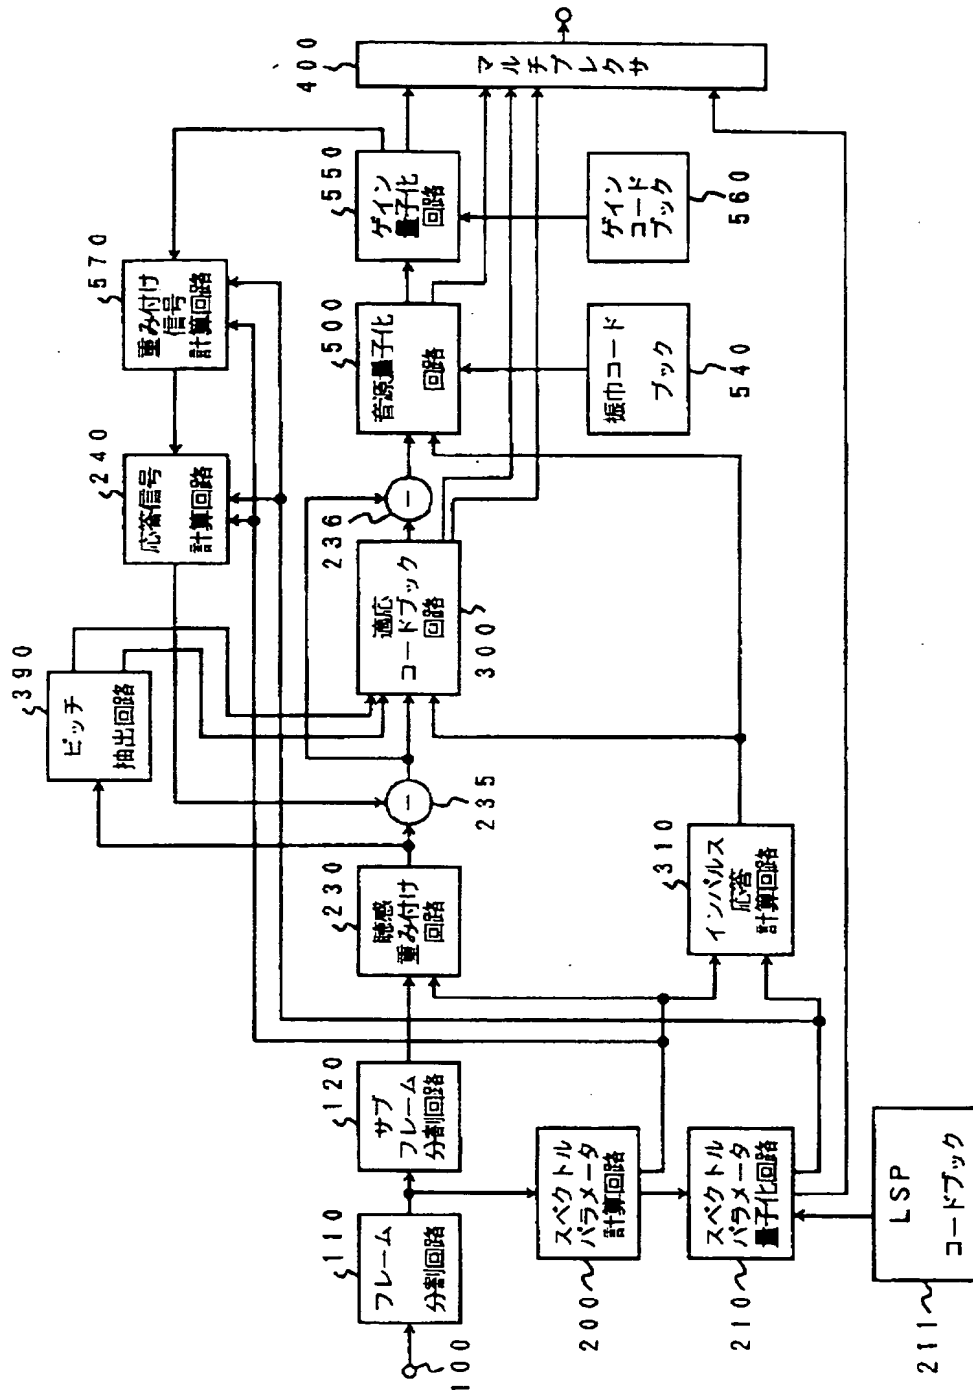 100
110
フレーム
分割回路
120
サブ
フレーム
分割回路
230
聴感
重み付け
回路
235
−
390
ピッチ
抽出回路
240
応答信号
計算回路
570
重み付け
信号
計算回路
300
適応
コードブック
回路
236
−
500
音源量子化
回路
550
ゲイン
量子化
回路
400
マルチプレクサ
540
振巾コード
ブック
560
ゲイン
コード
ブック
310
インパルス
応答
計算回路
200
スペクトル
パラメータ
計算回路
210
スペクトル
パラメータ
量子化回路
211
LSP
コードブック